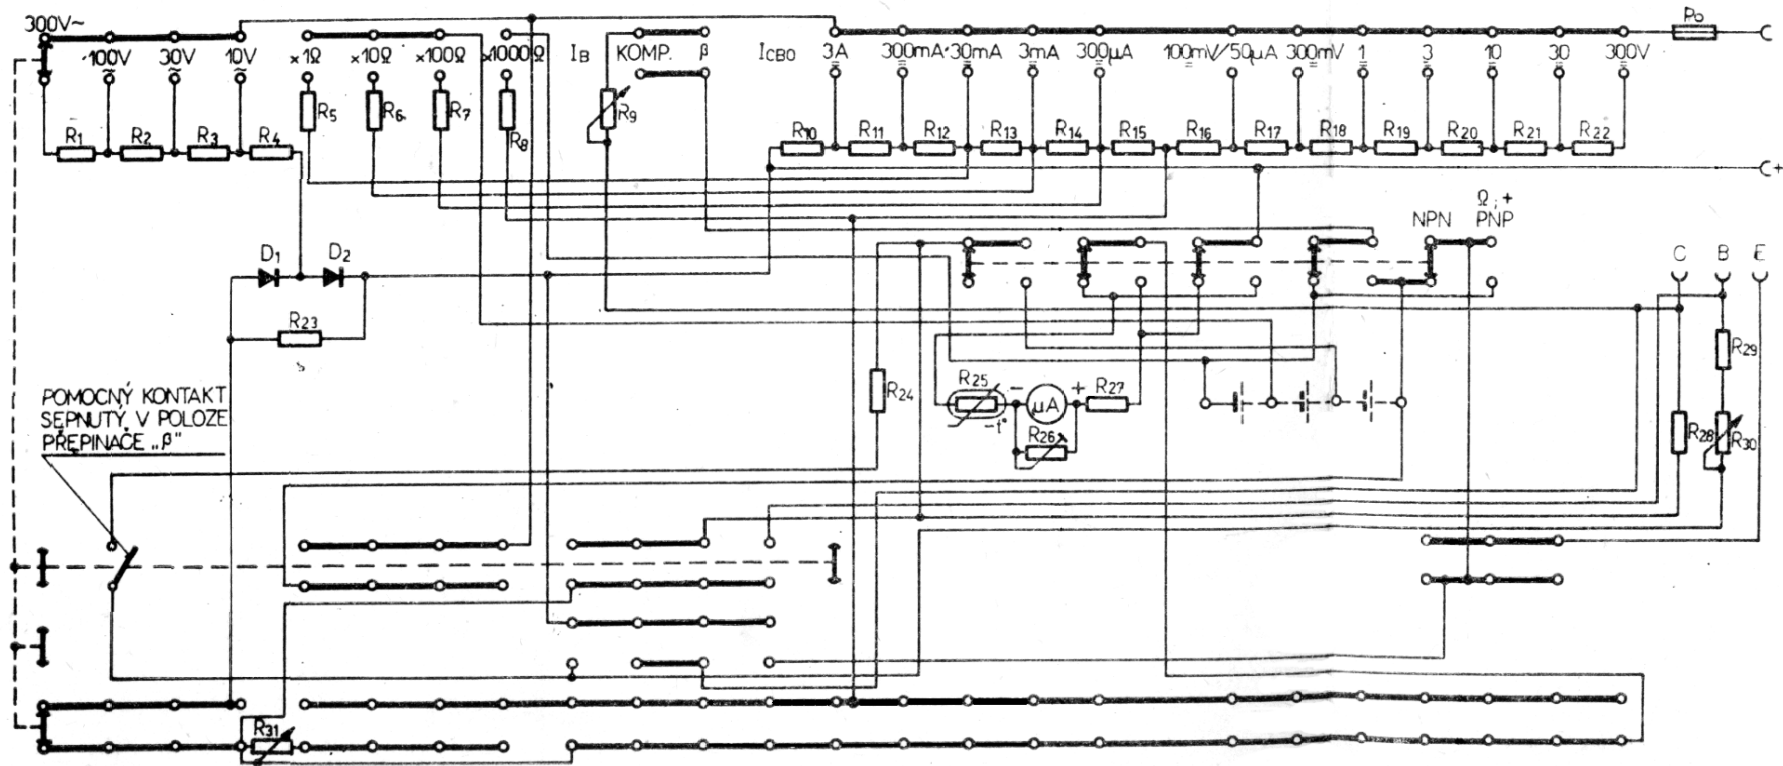 300V~
100V
30V
10V
×1Ω
×10Ω
×100Ω
×1000Ω
IB
KOMP.
β
ICBO
3A
300mA
30mA
3mA
300µA
100mV/50µA
300mV
1
3
10
30
300V
Po
R1
R2
R3
R4
R5
R6
R7
R8
R9
R10
R11
R12
R13
R14
R15
R16
R17
R18
R19
R20
R21
R22
+
NPN
Ω; +
PNP
C
B
E
D1
D2
R23
R24
R25
-t°
-
µA
+
R26
R27
R28
R29
R30
POMOCNÝ KONTAKT
SEPNUTÝ V POLOZE
PŘEPINAČE „β"
R31